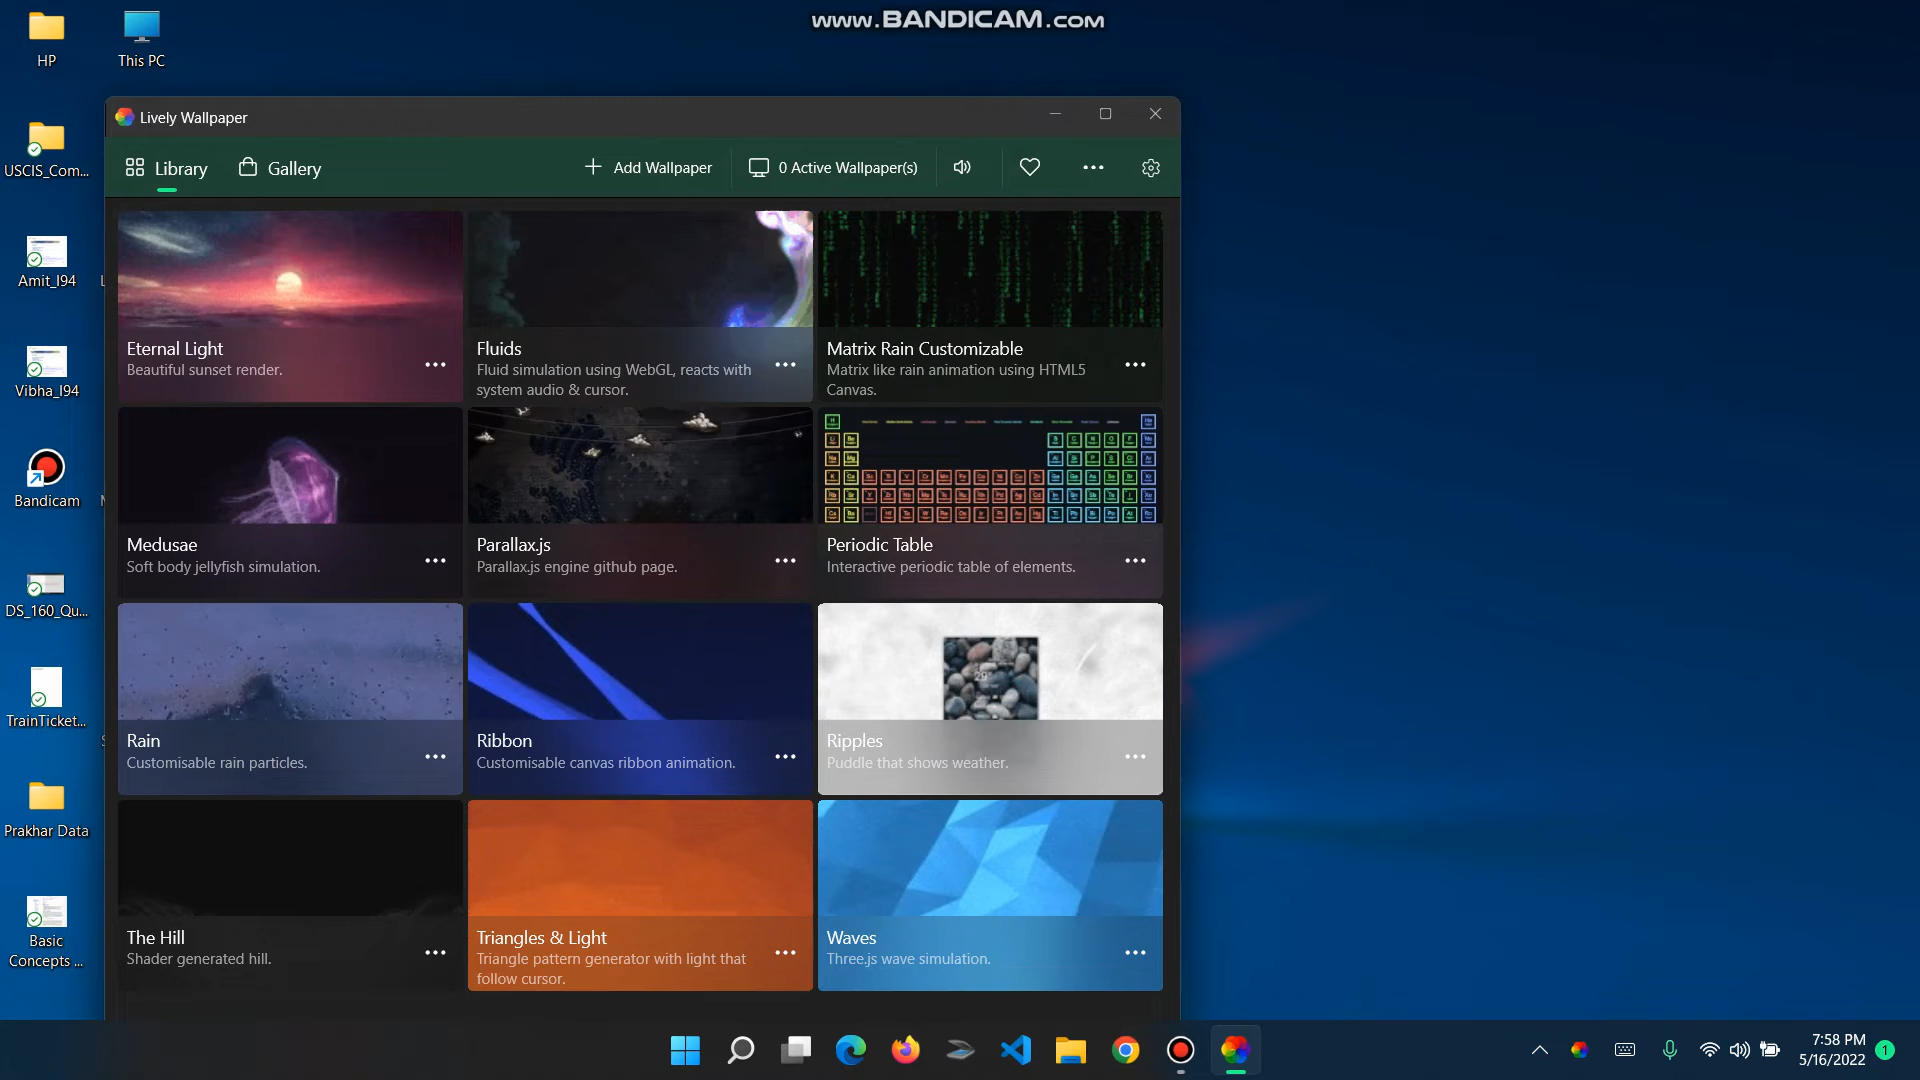 www.BANDICAM.com
HP
This PC
USCIS_Com...
Amit_I94
Vibha_I94
Bandicam
DS_160_Qu...
TrainTicket...
Prakhar Data
Basic
Concepts ...
Lively Wallpaper
Library
Gallery
Add Wallpaper
0 Active Wallpaper(s)
Eternal Light
Beautiful sunset render.
Fluids
Fluid simulation using WebGL, reacts with
system audio & cursor.
Matrix Rain Customizable
Matrix like rain animation using HTML5
Canvas.
Medusae
Soft body jellyfish simulation.
Parallax.js
Parallax.js engine github page.
Periodic Table
Interactive periodic table of elements.
Rain
Customisable rain particles.
Ribbon
Customisable canvas ribbon animation.
Ripples
Puddle that shows weather.
The Hill
Shader generated hill.
Triangles & Light
Triangle pattern generator with light that
follow cursor.
Waves
Three.js wave simulation.
7:58 PM
5/16/2022
1